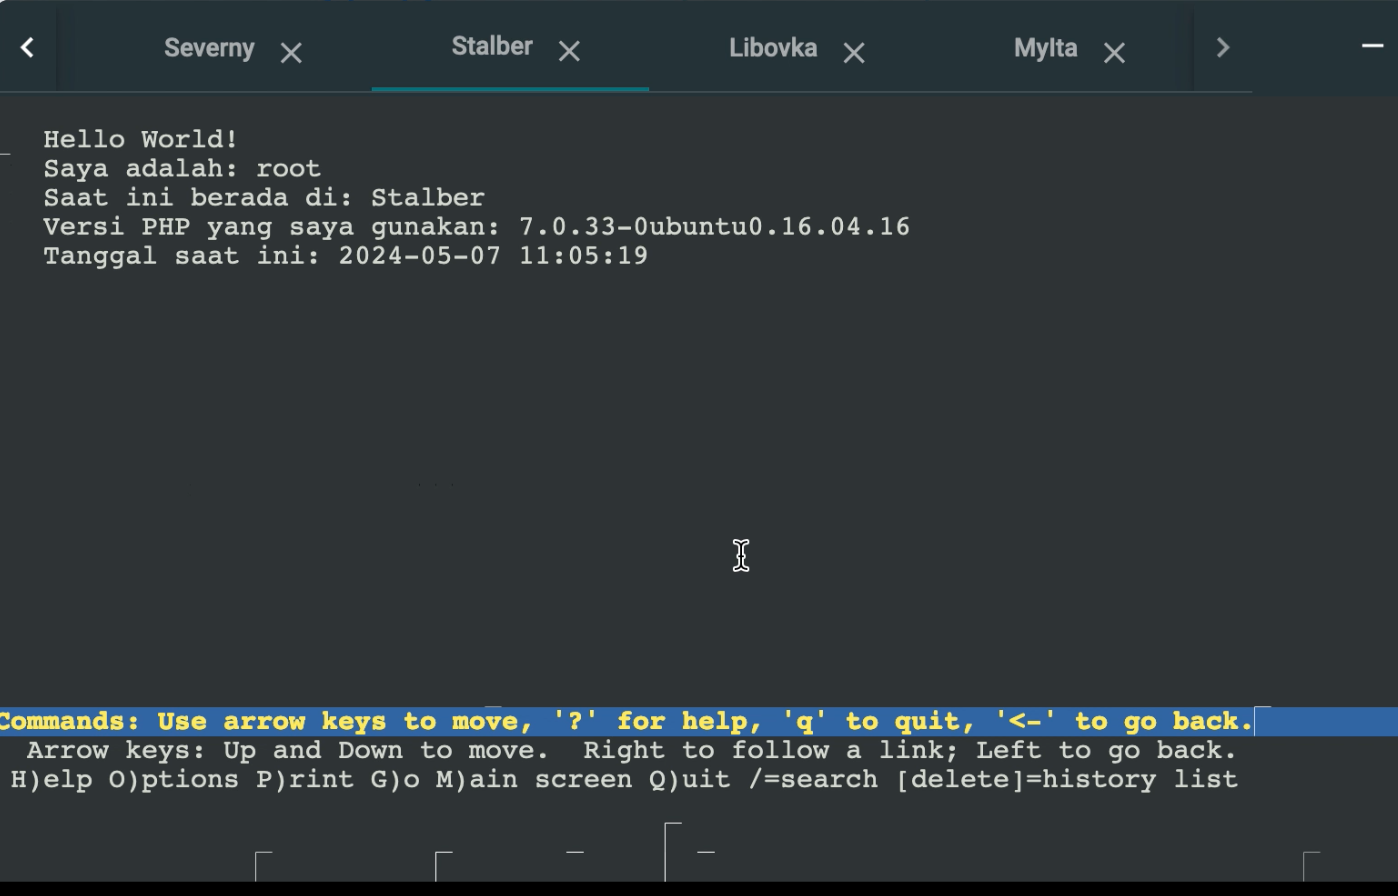 Severny Stalber Libovka Mylta
Hello World!
Saya adalah: root
Saat ini berada di: Stalber
Versi PHP yang saya gunakan: 7.0.33-0ubuntu0.16.04.16
Tanggal saat ini: 2024-05-07 11:05:19
Commands: Use arrow keys to move, '?' for help, 'q' to quit, '<-' to go back.
Arrow keys: Up and Down to move. Right to follow a link; Left to go back.
H)elp O)ptions P)rint G)o M)ain screen Q)uit /=search [delete]=history list